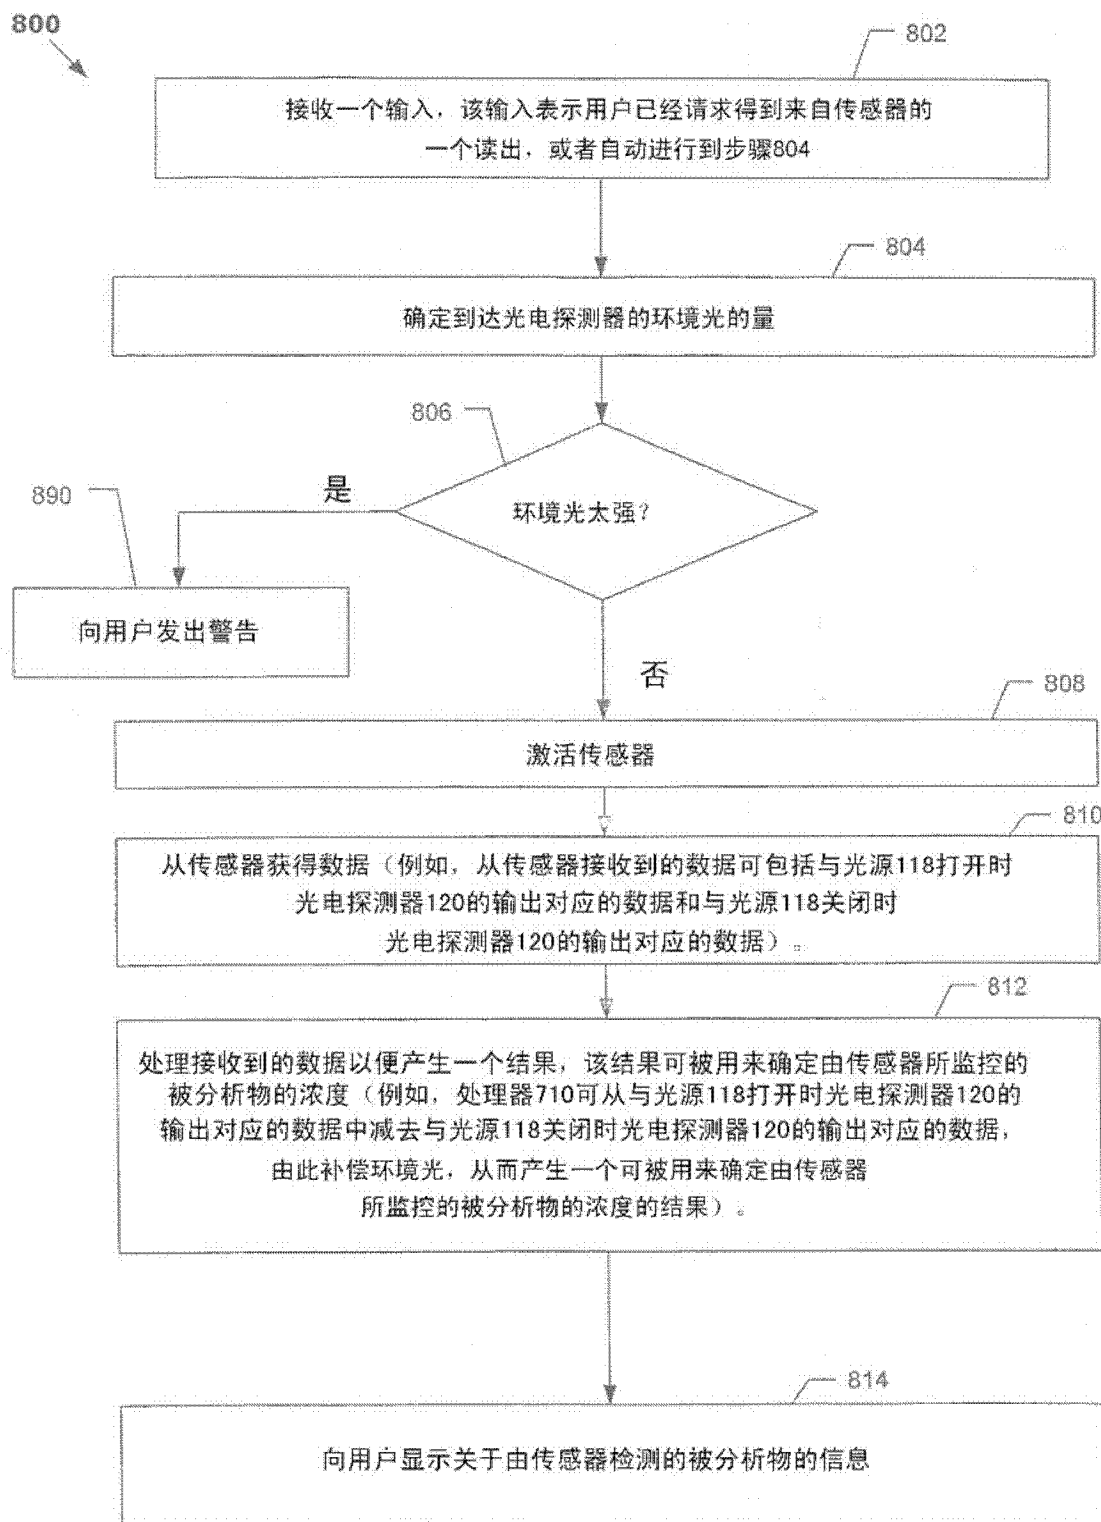 800
802
接收一个输入，该输入表示用户已经请求得到来自传感器的
一个读出，或者自动进行到步骤804
804
确定到达光电探测器的环境光的量
806
环境光太强？
是
890
向用户发出警告
否
808
激活传感器
810
从传感器获得数据（例如，从传感器接收到的数据可包括与光源118打开时
光电探测器120的输出对应的数据和与光源118关闭时
光电探测器120的输出对应的数据）。
812
处理接收到的数据以便产生一个结果，该结果可被用来确定由传感器所监控的
被分析物的浓度（例如，处理器710可从与光源118打开时光电探测器120的
输出对应的数据中减去与光源118关闭时光电探测器120的输出对应的数据，
由此补偿环境光，从而产生一个可被用来确定由传感器
所监控的被分析物的浓度的结果）。
814
向用户显示关于由传感器检测的被分析物的信息